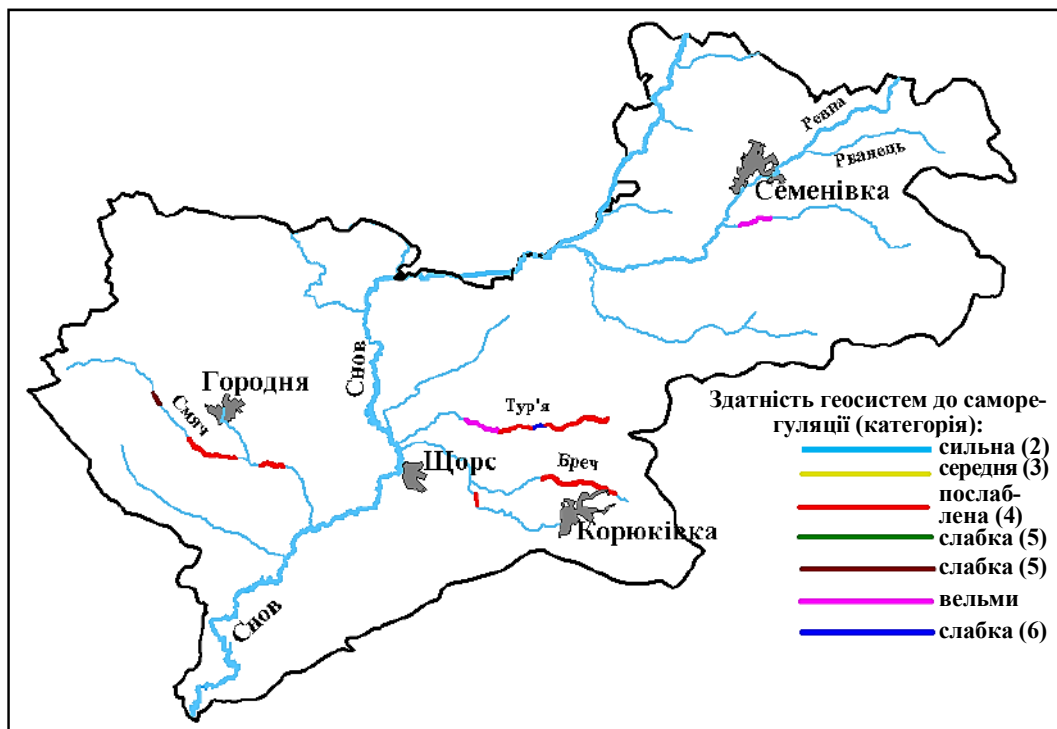 Ревна
Рванець
Семенівка
Снов
Городня
Смяч
Тур'я
Щорс
Бреч
Корюківка
Снов
Здатність геосистем до саморе-
гуляції (категорія):
сильна (2)
середня (3)
послаб-
лена (4)
слабка (5)
слабка (5)
вельми
слабка (6)